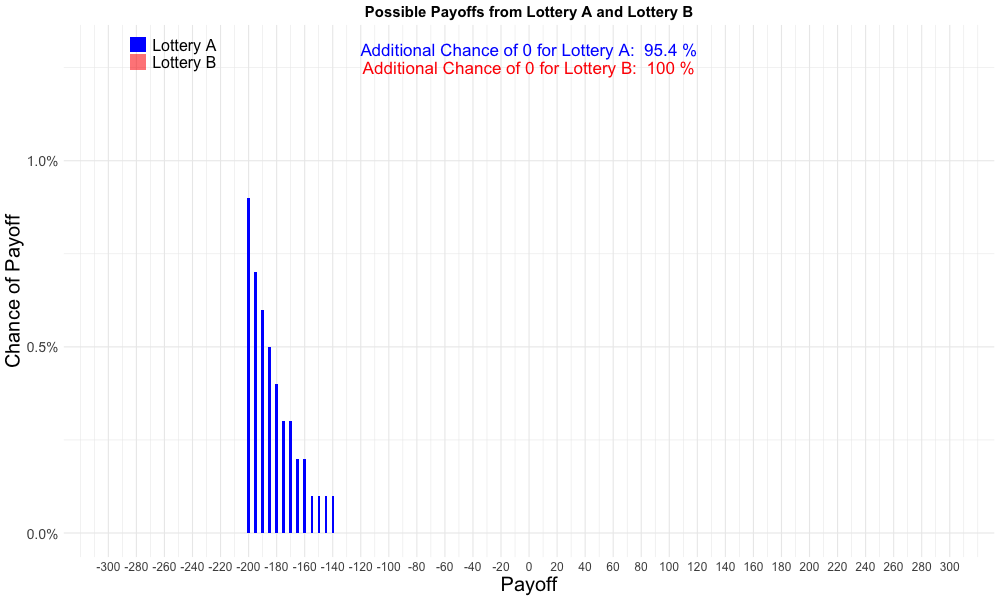 Possible Payoffs from Lottery A and Lottery B
Lottery A
Lottery B
Additional Chance of 0 for Lottery A:  95.4 %
Additional Chance of 0 for Lottery B:  100 %
Chance of Payoff
1.0%
0.5%
0.0%
-300 -280 -260 -240 -220 -200 -180 -160 -140 -120 -100 -80 -60 -40 -20 0 20 40 60 80 100 120 140 160 180 200 220 240 260 280 300
Payoff